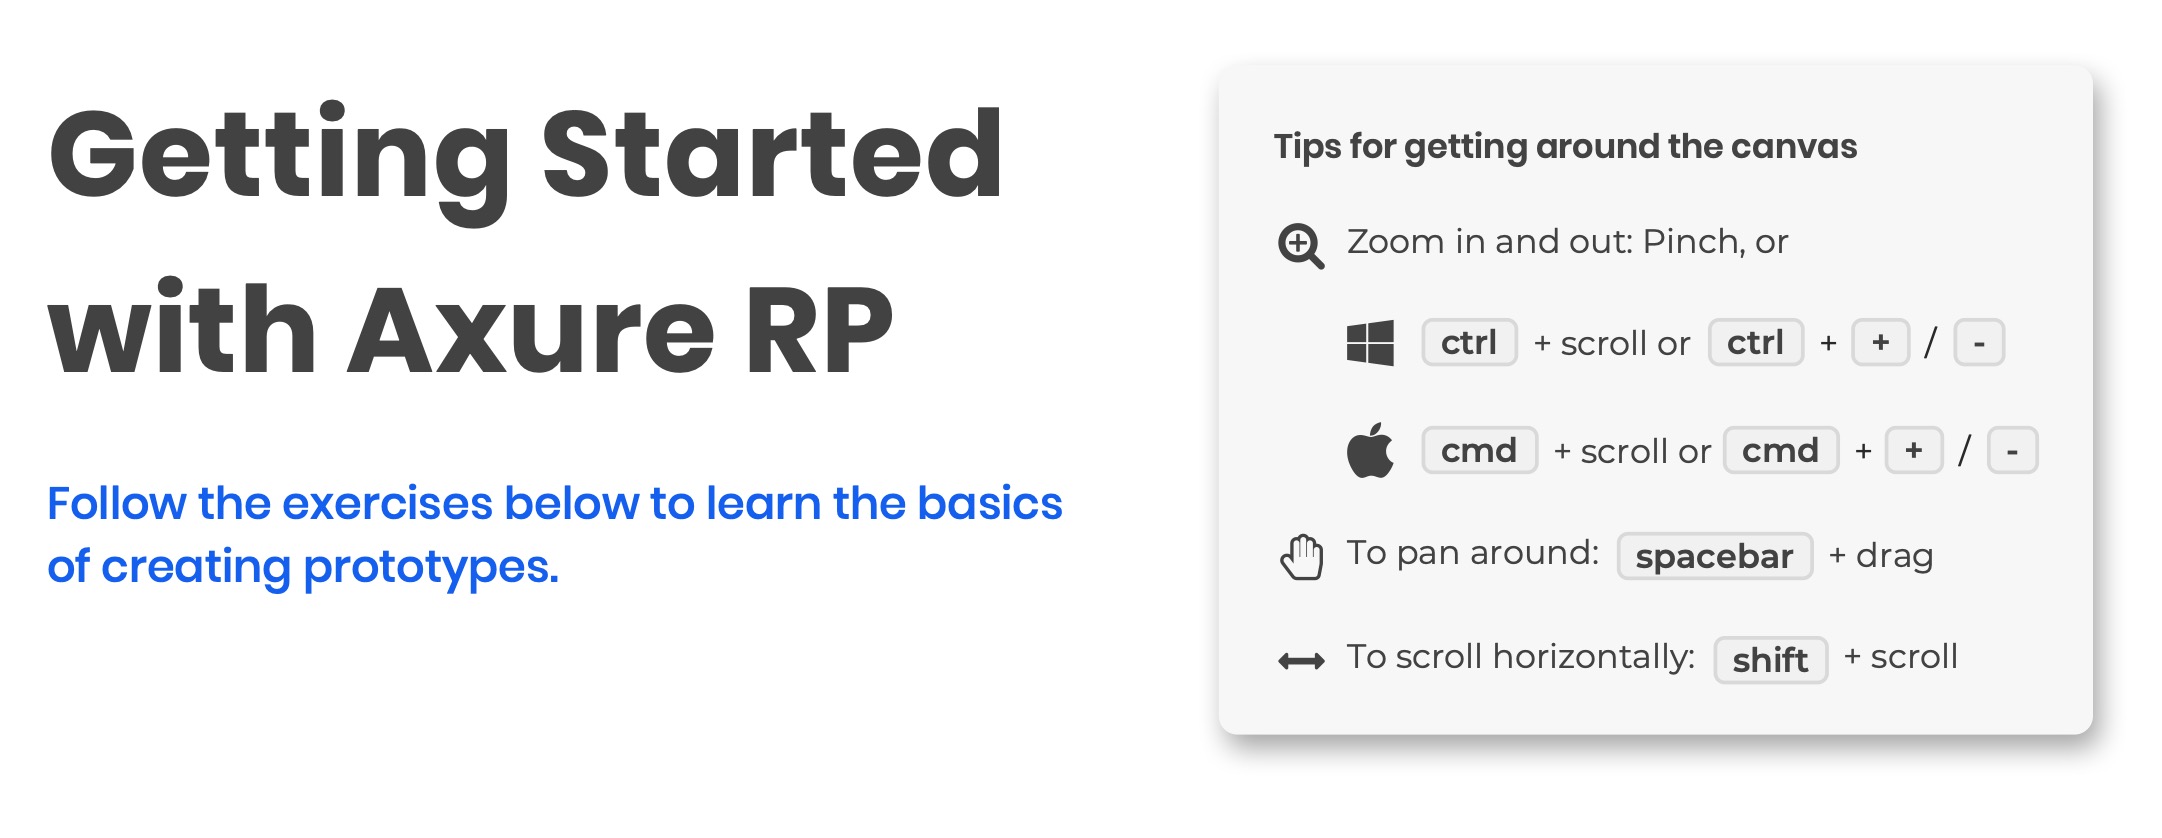 Getting Started
with Axure RP
Follow the exercises below to learn the basics
of creating prototypes.
Tips for getting around the canvas
Zoom in and out: Pinch, or
ctrl + scroll or ctrl + + / -
cmd + scroll or cmd + + / -
To pan around: spacebar + drag
To scroll horizontally: shift + scroll